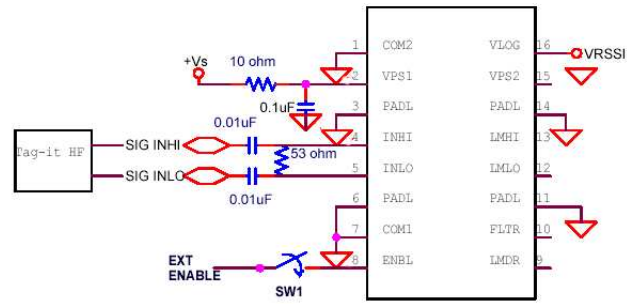 1 COM2 VLOG 16 VRSSI
+Vs 10 ohm 2 VPS1 VPS2 15
0.1uF 3 PADL PADL 14
0.01uF
Tag-it HF SIG INHI 4 INHI LMHI 13
53 ohm
SIG INLO 5 INLO LMLO 12
0.01uF
6 PADL PADL 11
7 COM1 FLTR 10
EXT ENABLE 8 ENBL LMDR 9
SW1